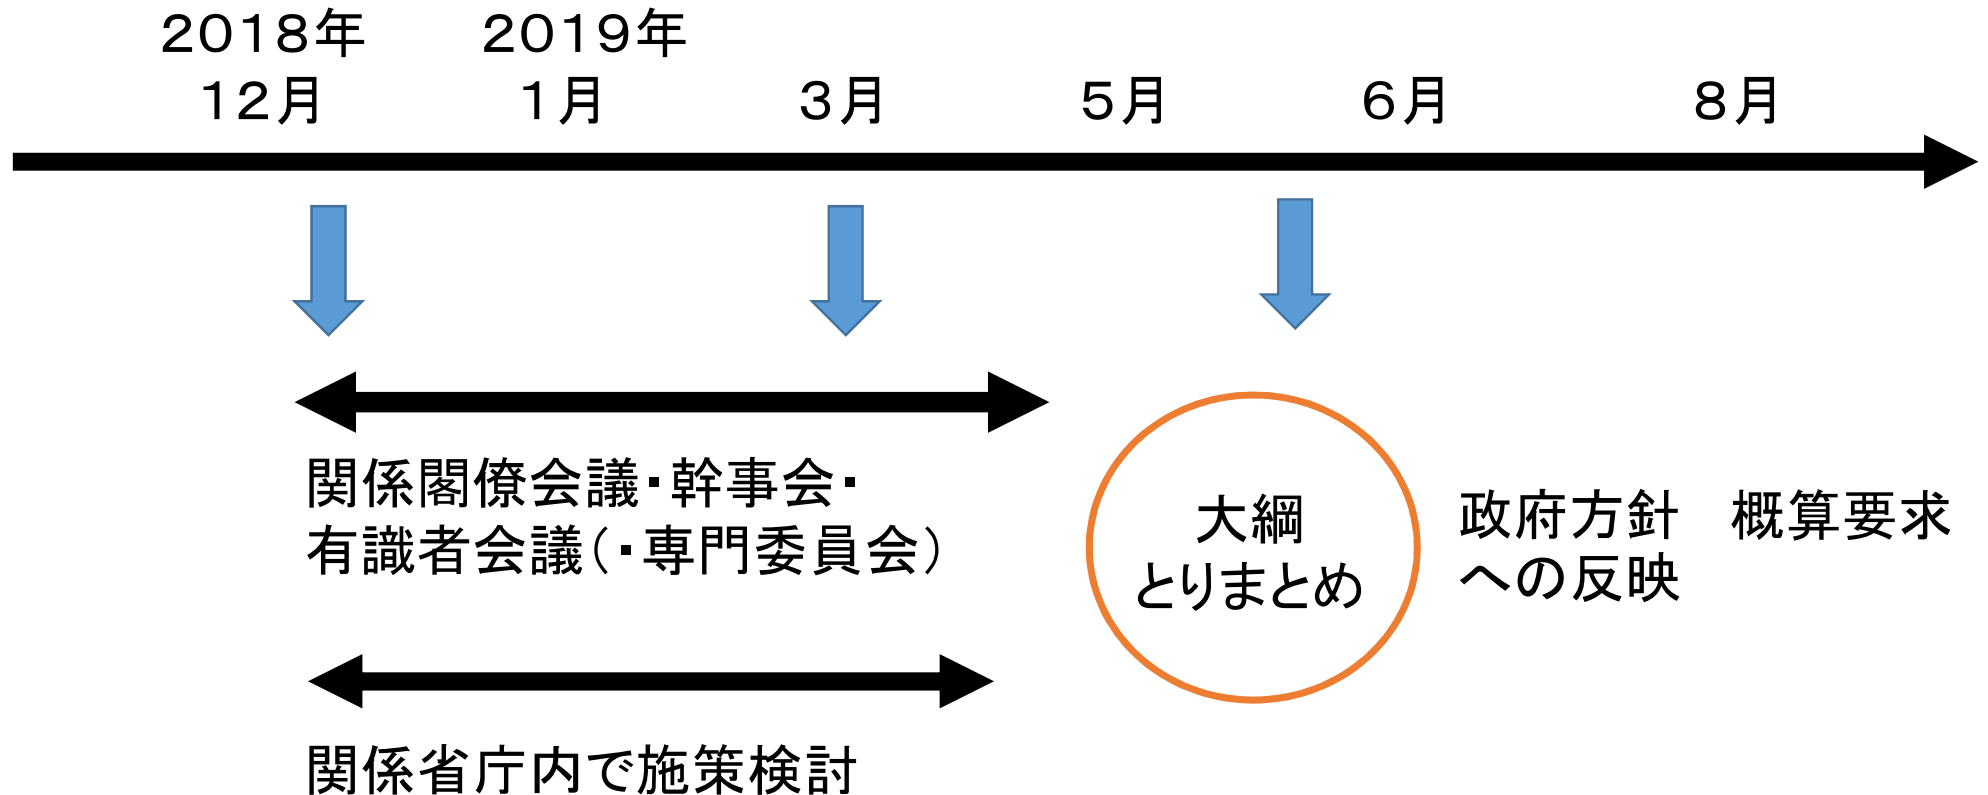 2018年 2019年
12月 1月 3月 5月 6月 8月
関係閣僚会議・幹事会・
有識者会議(・専門委員会)
大綱
とりまとめ
政府方針 概算要求
への反映
関係省庁内で施策検討